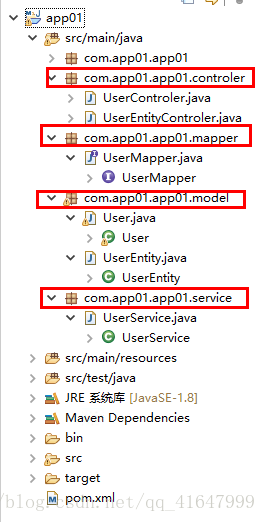 app01
src/main/java
com.app01.app01
com.app01.app01.controler
UserControler.java
UserEntityControler.java
com.app01.app01.mapper
UserMapper.java
UserMapper
com.app01.app01.model
User.java
User
UserEntity.java
UserEntity
com.app01.app01.service
UserService.java
UserService
src/main/resources
src/test/java
JRE 系统库 [JavaSE-1.8]
Maven Dependencies
bin
src
target
pom.xml
/blog.csdn.net/qq_41647999